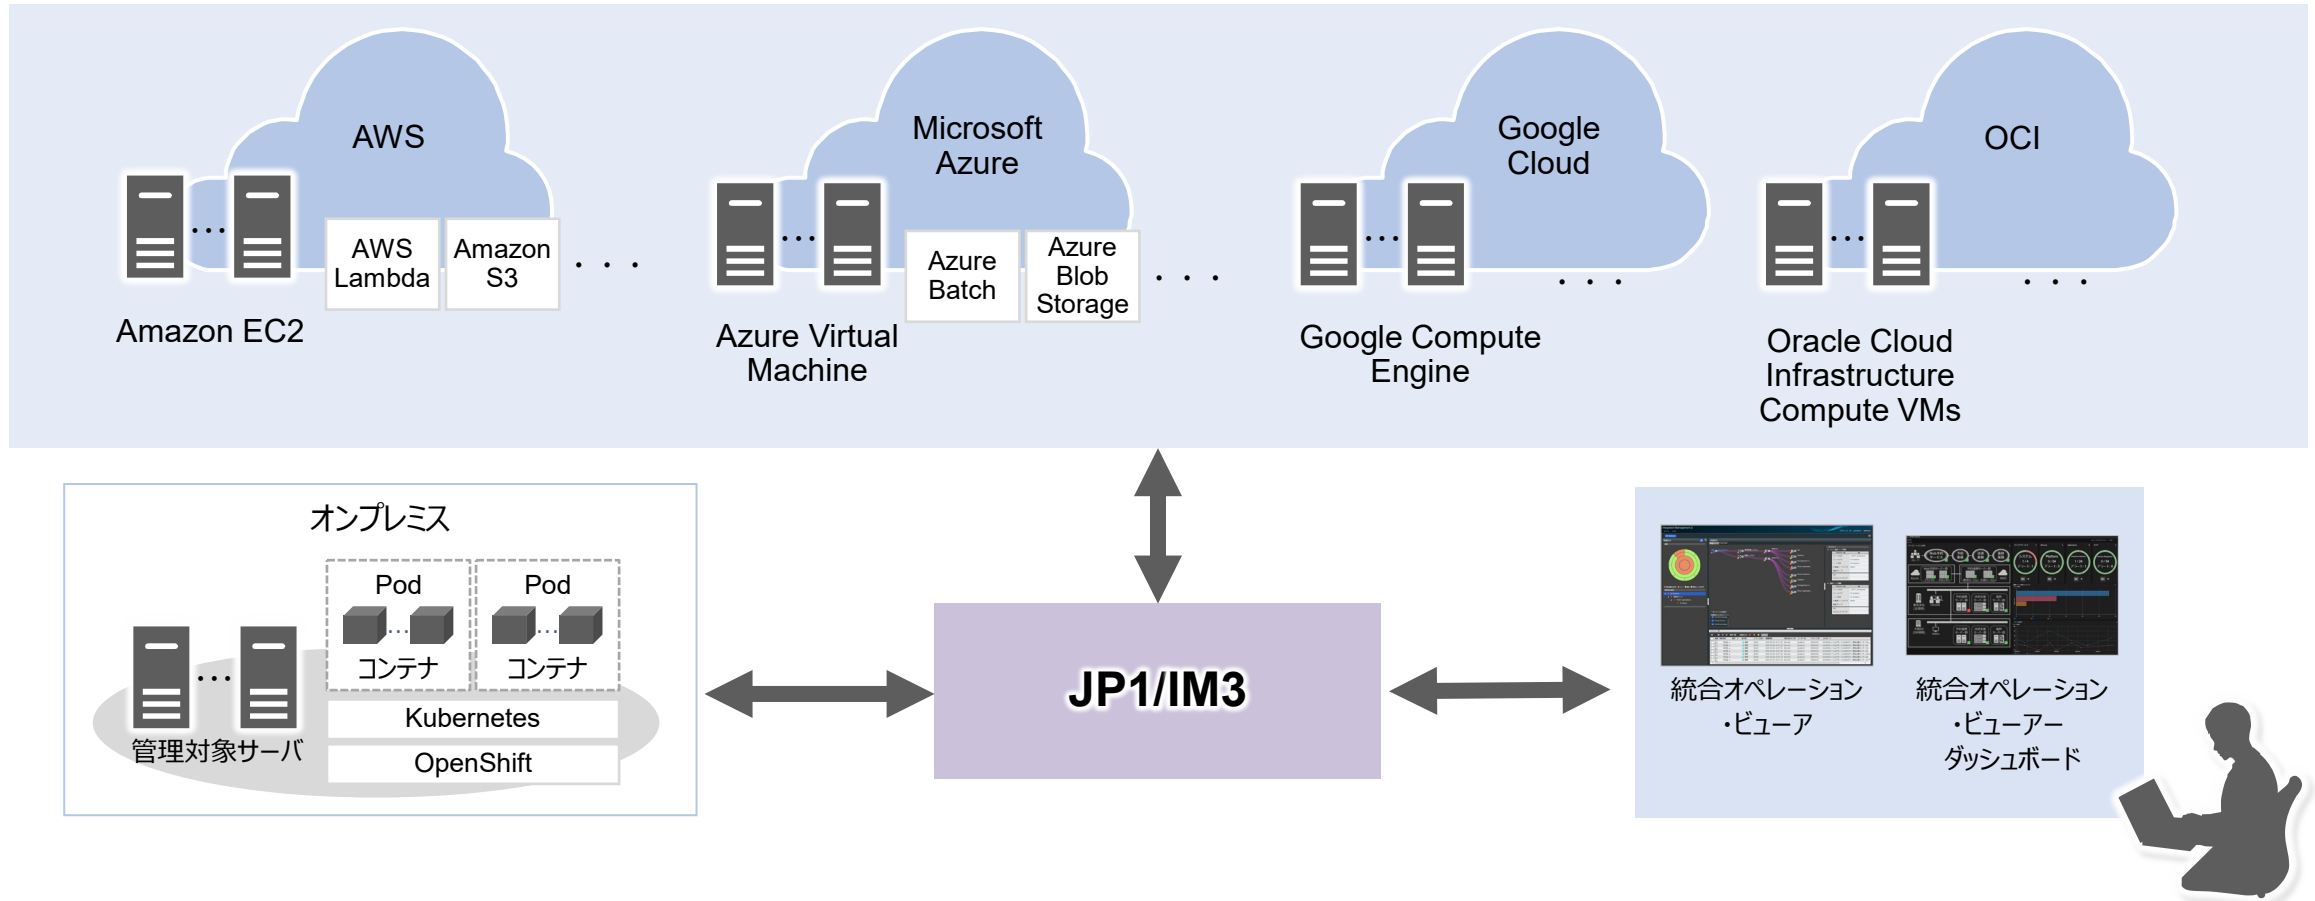 AWS
AWS
Lambda
Amazon
S3
・・・
Amazon EC2
Microsoft
Azure
Azure
Batch
Azure
Blob
Storage
・・・
Azure Virtual
Machine
Google
Cloud
・・・
Google Compute
Engine
OCI
・・・
Oracle Cloud
Infrastructure
Compute VMs
オンプレミス
Pod
コンテナ
Pod
コンテナ
Kubernetes
OpenShift
管理対象サーバ
JP1/IM3
統合オペレーション
・ビューア
統合オペレーション
・ビューアー
ダッシュボード